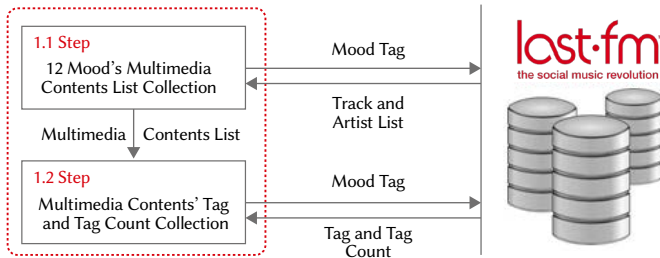 1.1 Step
12 Mood's Multimedia
Contents List Collection
Mood Tag
Track and
Artist List
Multimedia Contents List
1.2 Step
Multimedia Contents' Tag
and Tag Count Collection
Mood Tag
Tag and Tag
Count
last·fm
the social music revolution